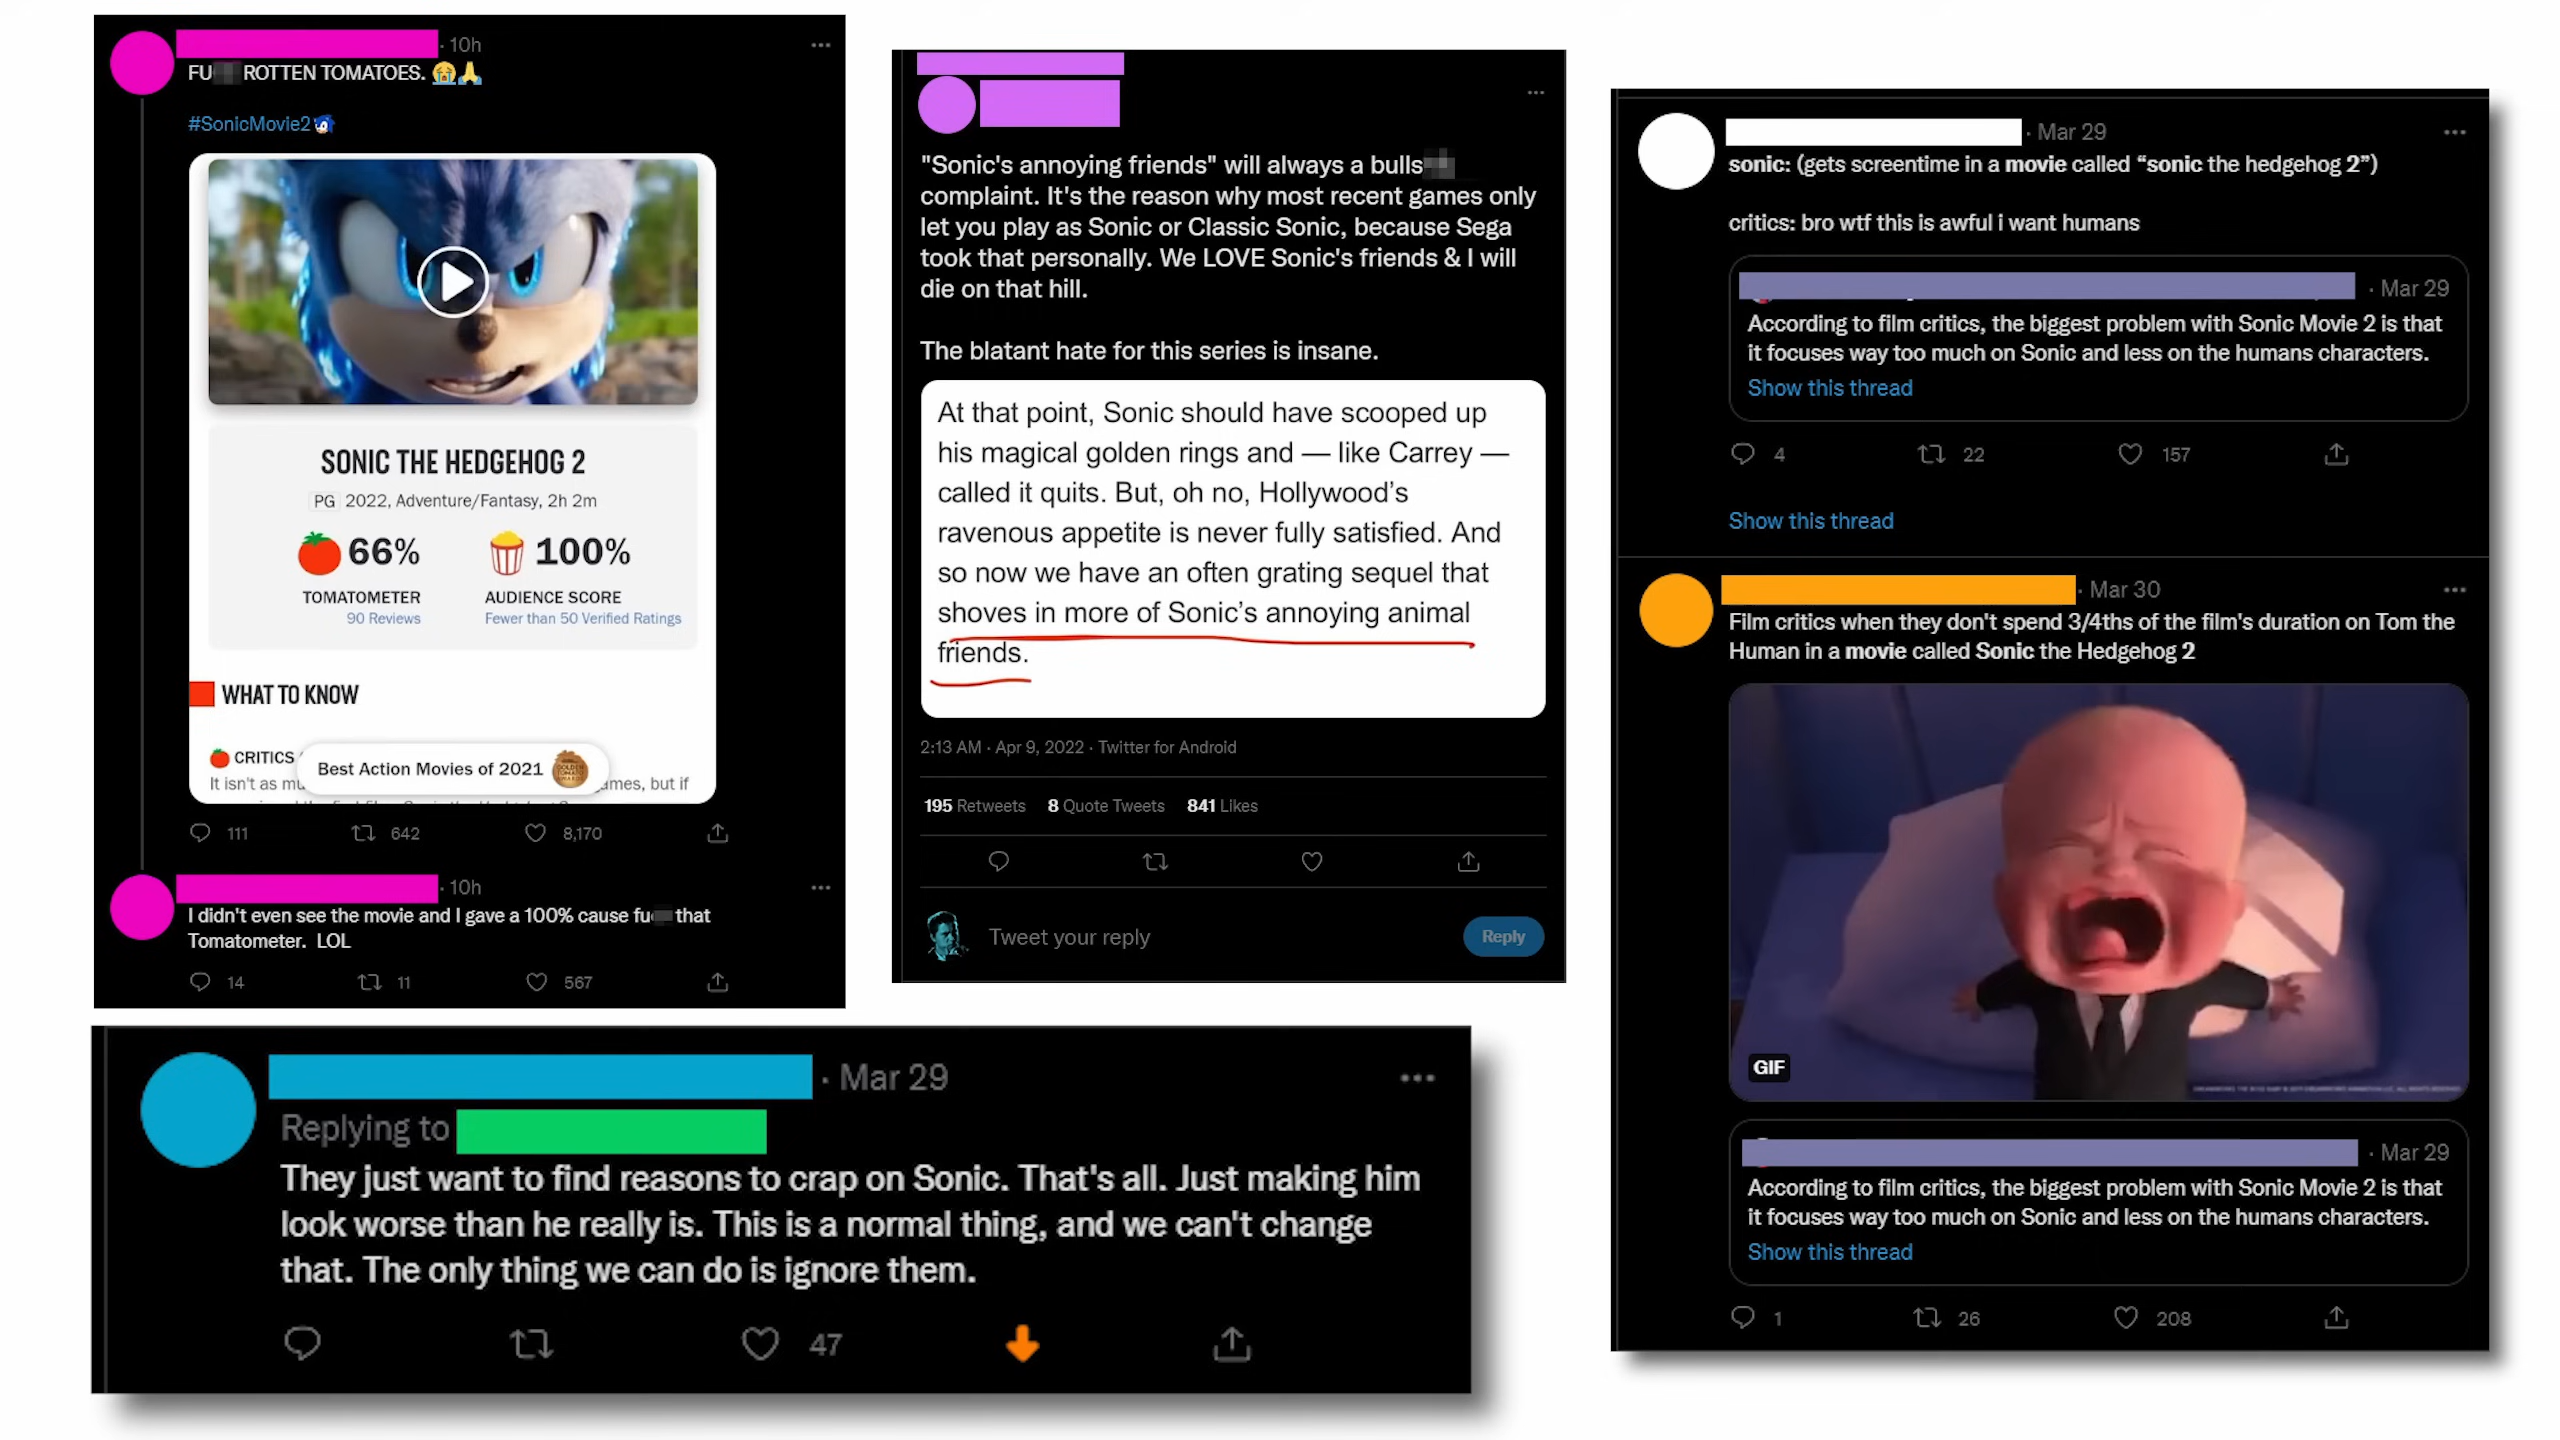 · 10h
FU ROTTEN TOMATOES. 😭🙏
#SonicMovie2
SONIC THE HEDGEHOG 2
PG 2022, Adventure/Fantasy, 2h 2m
66% 100%
TOMATOMETER AUDIENCE SCORE
90 Reviews Fewer than 50 Verified Ratings
WHAT TO KNOW
CRITICS
Best Action Movies of 2021
It isn't as mu ames, but if
111 642 8,170
· 10h
I didn't even see the movie and I gave a 100% cause fu that
Tomatometer. LOL
14 11 567
"Sonic's annoying friends" will always a bulls
complaint. It's the reason why most recent games only
let you play as Sonic or Classic Sonic, because Sega
took that personally. We LOVE Sonic's friends & I will
die on that hill.
The blatant hate for this series is insane.
At that point, Sonic should have scooped up
his magical golden rings and — like Carrey —
called it quits. But, oh no, Hollywood's
ravenous appetite is never fully satisfied. And
so now we have an often grating sequel that
shoves in more of Sonic's annoying animal
friends.
2:13 AM · Apr 9, 2022 · Twitter for Android
195 Retweets 8 Quote Tweets 841 Likes
Tweet your reply Reply
· Mar 29
sonic: (gets screentime in a movie called “sonic the hedgehog 2”)
critics: bro wtf this is awful i want humans
· Mar 29
According to film critics, the biggest problem with Sonic Movie 2 is that
it focuses way too much on Sonic and less on the humans characters.
Show this thread
4 22 157
Show this thread
· Mar 30
Film critics when they don't spend 3/4ths of the film's duration on Tom the
Human in a movie called Sonic the Hedgehog 2
GIF
· Mar 29
According to film critics, the biggest problem with Sonic Movie 2 is that
it focuses way too much on Sonic and less on the humans characters.
Show this thread
1 26 208
· Mar 29
Replying to
They just want to find reasons to crap on Sonic. That's all. Just making him
look worse than he really is. This is a normal thing, and we can't change
that. The only thing we can do is ignore them.
47